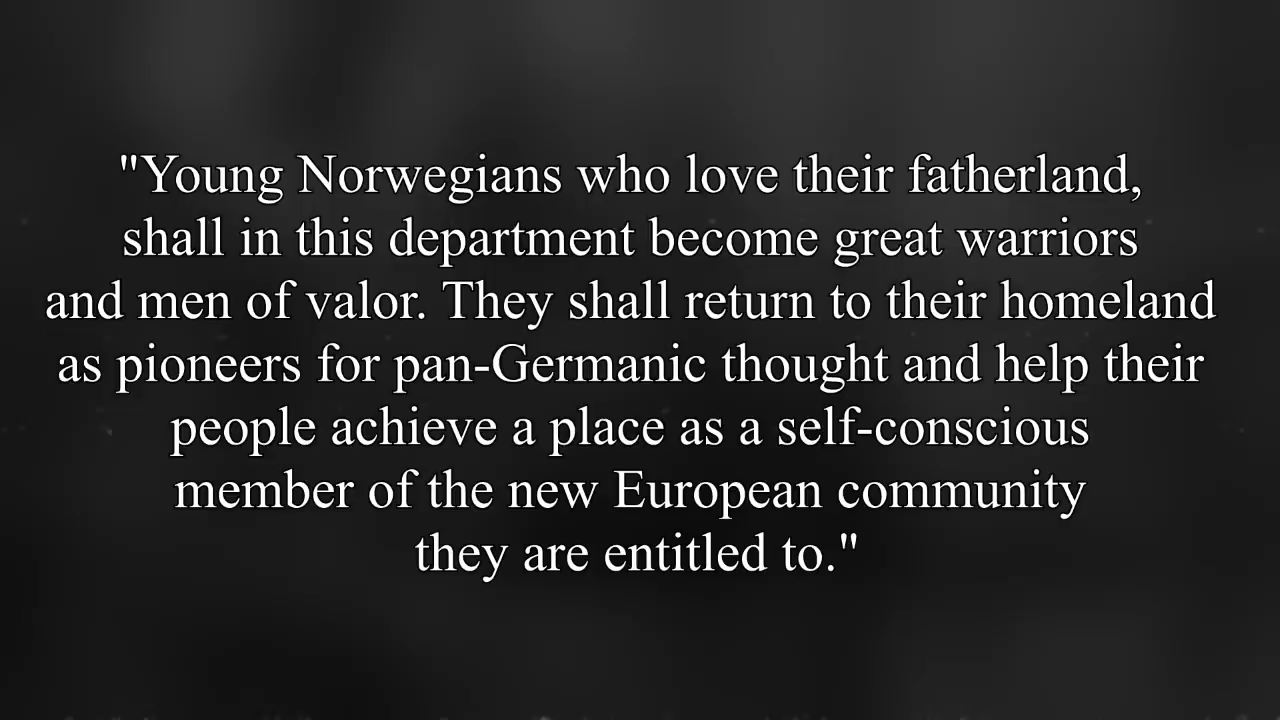 "Young Norwegians who love their fatherland,
shall in this department become great warriors
and men of valor. They shall return to their homeland
as pioneers for pan-Germanic thought and help their
people achieve a place as a self-conscious
member of the new European community
they are entitled to."